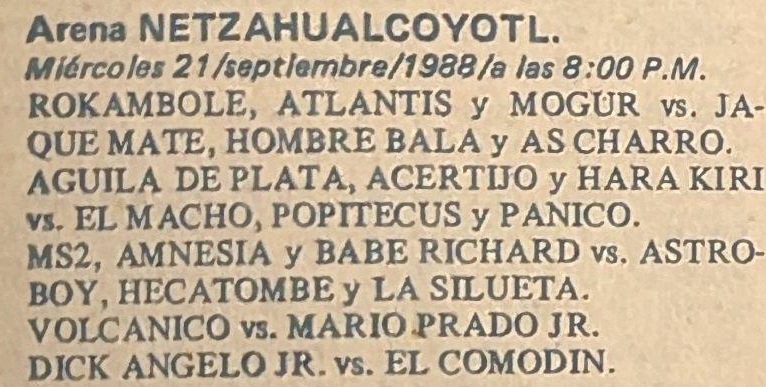 Arena NETZAHUALCOYOTL.
Miércoles 21/septiembre/1988/a las 8:00 P.M.
ROKAMBOLE, ATLANTIS y MOGUR vs. JA-
QUE MATE, HOMBRE BALA y AS CHARRO.
AGUILA DE PLATA, ACERTIJO y HARA KIRI
vs. EL MACHO, POPITECUS y PANICO.
MS2, AMNESIA y BABE RICHARD vs. ASTRO-
BOY, HECATOMBE y LA SILUETA.
VOLCANICO vs. MARIO PRADO JR.
DICK ANGELO JR. vs. EL COMODIN.